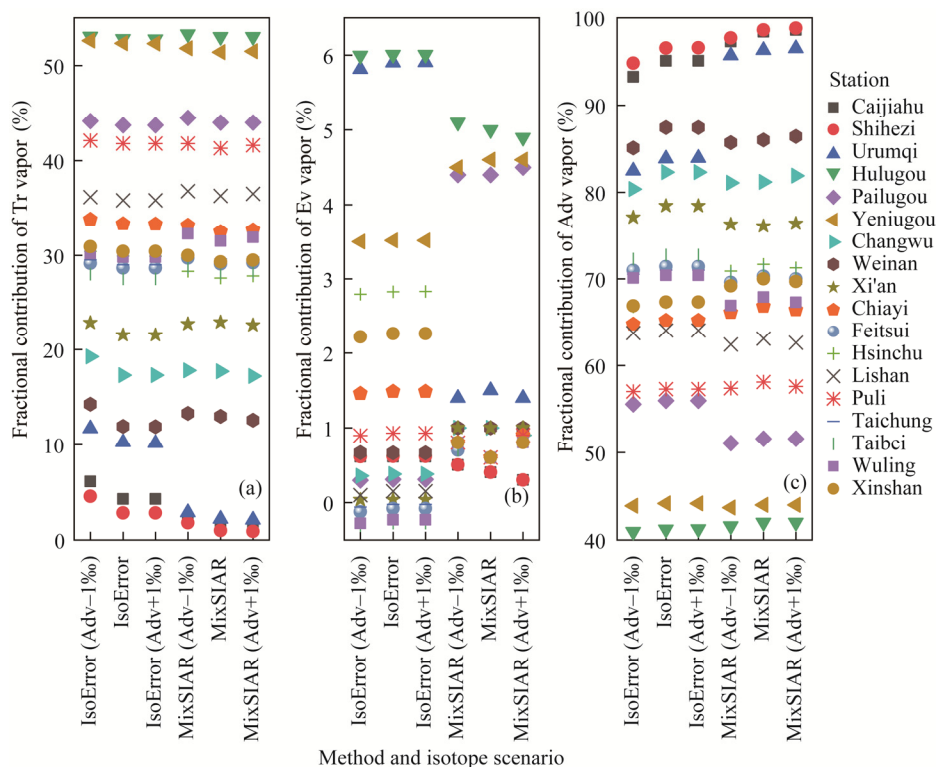 Fractional contribution of Tr vapor (%)
50
40
30
20
10
0
(a)
IsoError (Adv−1‰)
IsoError
IsoError (Adv+1‰)
MixSIAR (Adv−1‰)
MixSIAR
MixSIAR (Adv+1‰)
Fractional contribution of Ev vapor (%)
6
5
4
3
2
1
0
(b)
IsoError (Adv−1‰)
IsoError
IsoError (Adv+1‰)
MixSIAR (Adv−1‰)
MixSIAR
MixSIAR (Adv+1‰)
Fractional contribution of Adv vapor (%)
100
90
80
70
60
50
40
(c)
IsoError (Adv−1‰)
IsoError
IsoError (Adv+1‰)
MixSIAR (Adv−1‰)
MixSIAR
MixSIAR (Adv+1‰)
Method and isotope scenario
Station
Caijiahu
Shihezi
Urumqi
Hulugou
Pailugou
Yeniugou
Changwu
Weinan
Xi'an
Chiayi
Feitsui
Hsinchu
Lishan
Puli
Taichung
Taibci
Wuling
Xinshan